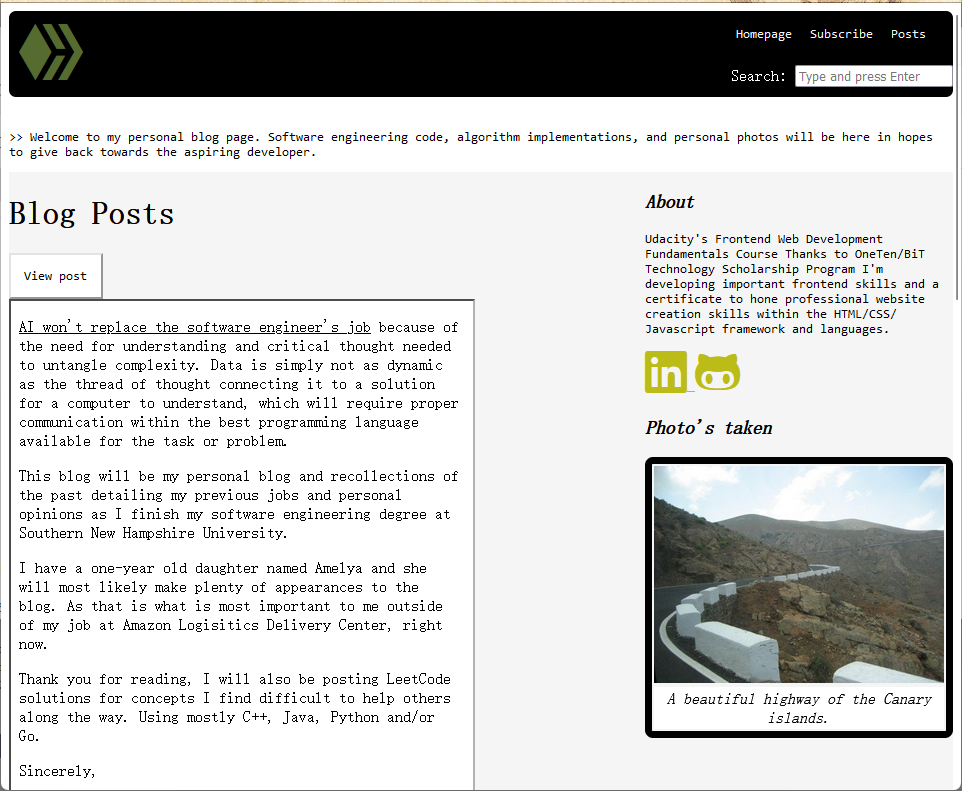 Homepage Subscribe Posts
Search: Type and press Enter
>> Welcome to my personal blog page. Software engineering code, algorithm implementations, and personal photos will be here in hopes
to give back towards the aspiring developer.
Blog Posts
View post
AI won't replace the software engineer's job because of
the need for understanding and critical thought needed
to untangle complexity. Data is simply not as dynamic
as the thread of thought connecting it to a solution
for a computer to understand, which will require proper
communication within the best programming language
available for the task or problem.
This blog will be my personal blog and recollections of
the past detailing my previous jobs and personal
opinions as I finish my software engineering degree at
Southern New Hampshire University.
I have a one-year old daughter named Amelya and she
will most likely make plenty of appearances to the
blog. As that is what is most important to me outside
of my job at Amazon Logisitics Delivery Center, right
now.
Thank you for reading, I will also be posting LeetCode
solutions for concepts I find difficult to help others
along the way. Using mostly C++, Java, Python and/or
Go.
Sincerely,
About
Udacity's Frontend Web Development
Fundamentals Course Thanks to OneTen/BiT
Technology Scholarship Program I'm
developing important frontend skills and a
certificate to hone professional website
creation skills within the HTML/CSS/
Javascript framework and languages.
in
Photo's taken
A beautiful highway of the Canary
islands.